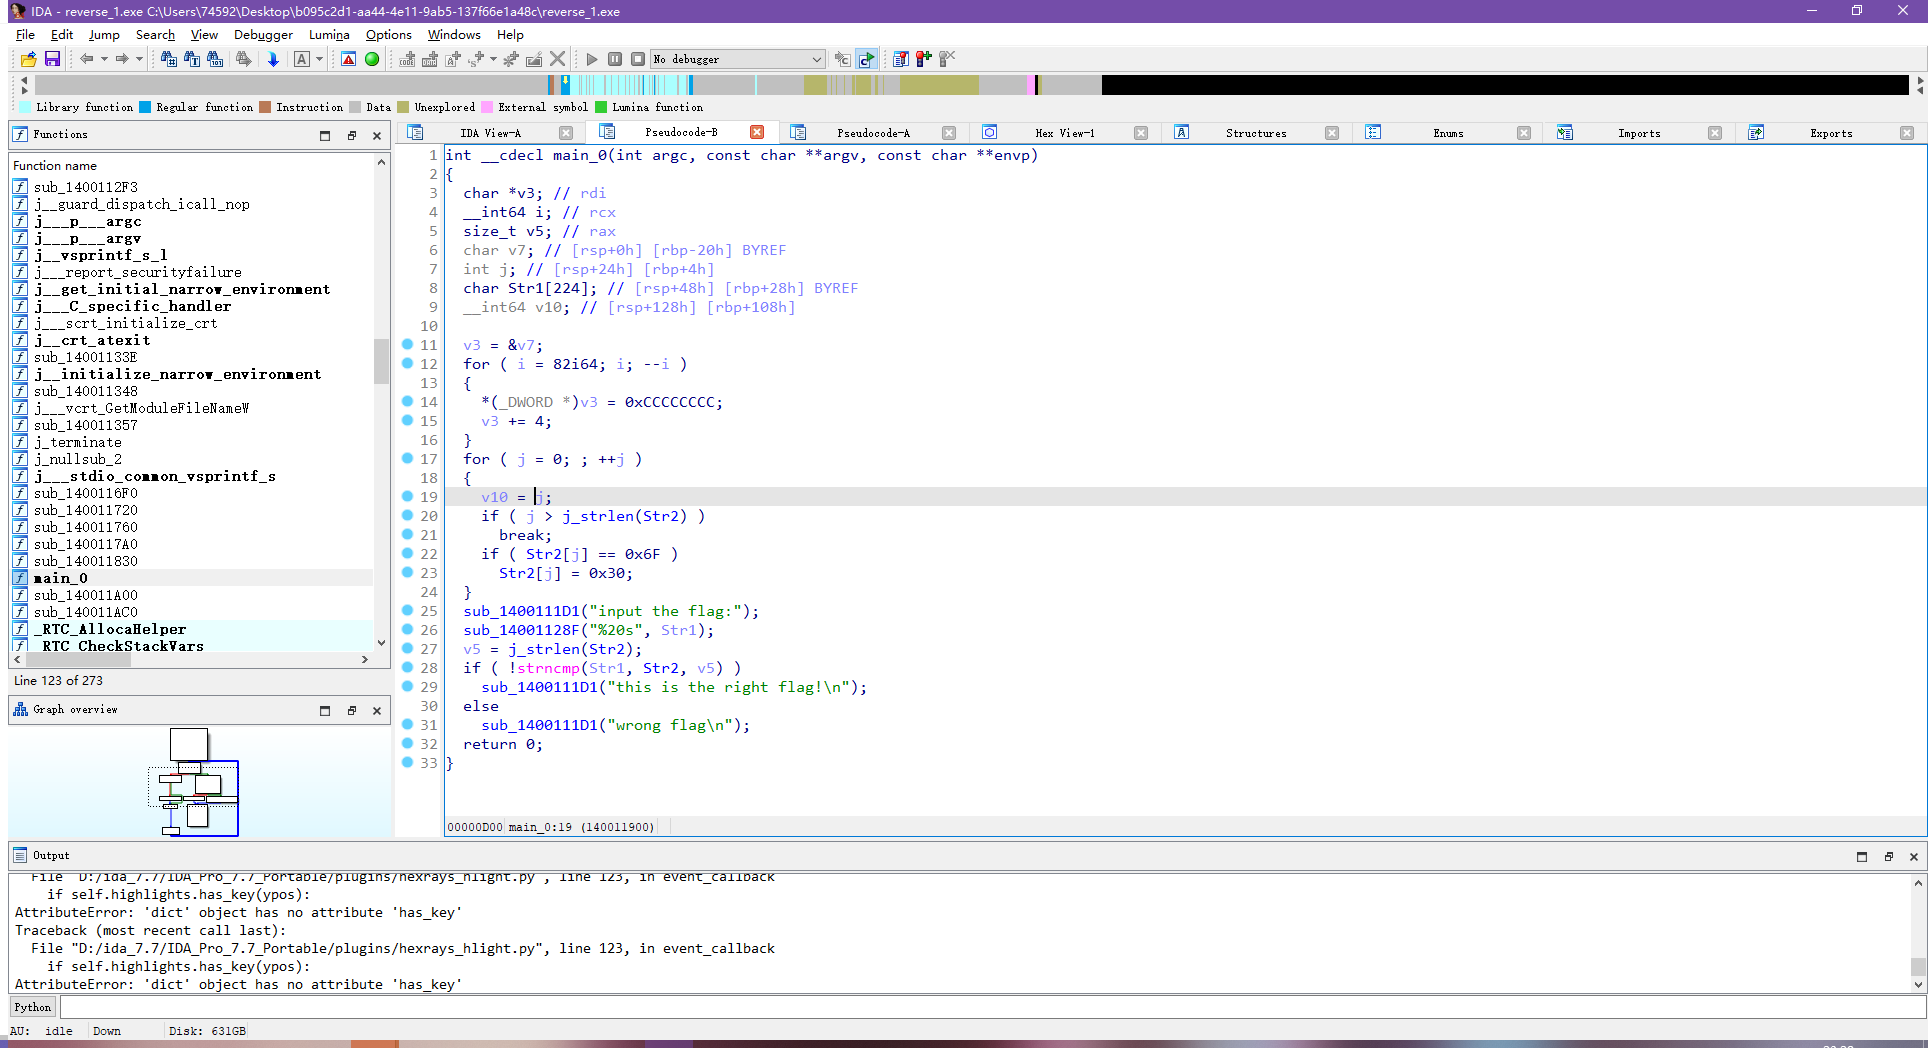 IDA - reverse_1.exe C:\Users\74592\Desktop\b095c2d1-aa44-4e11-9ab5-137f66e1a48c\reverse_1.exe
File Edit Jump Search View Debugger Lumina Options Windows Help
No debugger
Library function Regular function Instruction Data Unexplored External symbol Lumina function
Functions
Function name
sub_1400112F3
j__guard_dispatch_icall_nop
j___p___argc
j___p___argv
j__vsprintf_s_l
j___report_securityfailure
j__get_initial_narrow_environment
j___C_specific_handler
j___scrt_initialize_crt
j__crt_atexit
sub_14001133E
j__initialize_narrow_environment
sub_140011348
j___vcrt_GetModuleFileNameW
sub_140011357
j_terminate
j_nullsub_2
j___stdio_common_vsprintf_s
sub_1400116F0
sub_140011720
sub_140011760
sub_1400117A0
sub_140011830
main_0
sub_140011A00
sub_140011AC0
_RTC_AllocaHelper
_RTC_CheckStackVars
Line 123 of 273
Graph overview
IDA View-A Pseudocode-B Pseudocode-A Hex View-1 Structures Enums Imports Exports
1 int __cdecl main_0(int argc, const char **argv, const char **envp)
2 {
3 char *v3; // rdi
4 __int64 i; // rcx
5 size_t v5; // rax
6 char v7; // [rsp+0h] [rbp-20h] BYREF
7 int j; // [rsp+24h] [rbp+4h]
8 char Str1[224]; // [rsp+48h] [rbp+28h] BYREF
9 __int64 v10; // [rsp+128h] [rbp+108h]
10
11 v3 = &v7;
12 for ( i = 82i64; i; --i )
13 {
14 *(_DWORD *)v3 = 0xCCCCCCCC;
15 v3 += 4;
16 }
17 for ( j = 0; ; ++j )
18 {
19 v10 = j;
20 if ( j > j_strlen(Str2) )
21 break;
22 if ( Str2[j] == 0x6F )
23 Str2[j] = 0x30;
24 }
25 sub_1400111D1("input the flag:");
26 sub_14001128F("%20s", Str1);
27 v5 = j_strlen(Str2);
28 if ( !strncmp(Str1, Str2, v5) )
29 sub_1400111D1("this is the right flag!\n");
30 else
31 sub_1400111D1("wrong flag\n");
32 return 0;
33 }
00000D00 main_0:19 (140011900)
Output
File "D:/ida_7.7/IDA_Pro_7.7_Portable/plugins/hexrays_hlight.py", line 123, in event_callback
if self.highlights.has_key(ypos):
AttributeError: 'dict' object has no attribute 'has_key'
Traceback (most recent call last):
File "D:/ida_7.7/IDA_Pro_7.7_Portable/plugins/hexrays_hlight.py", line 123, in event_callback
if self.highlights.has_key(ypos):
AttributeError: 'dict' object has no attribute 'has_key'
Python
AU: idle Down Disk: 631GB